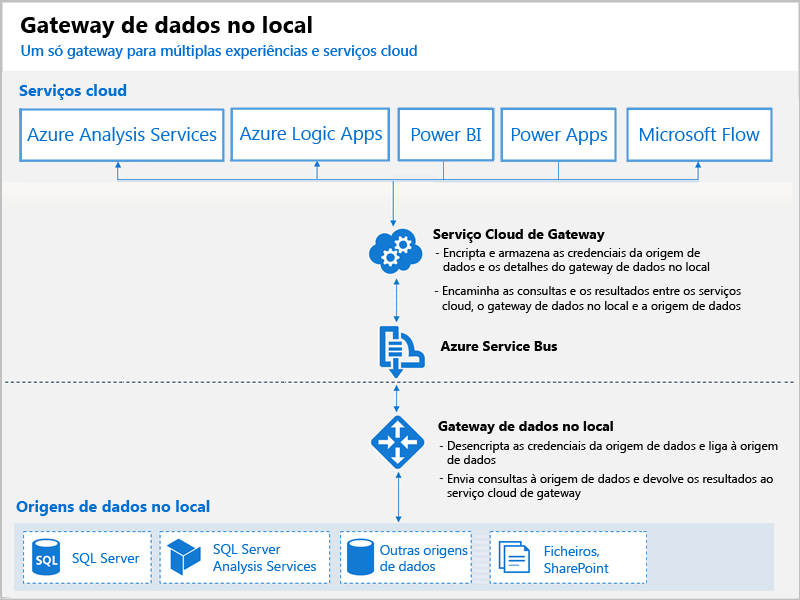 Gateway de dados no local
Um só gateway para múltiplas experiências e serviços cloud
Serviços cloud
Azure Analysis Services
Azure Logic Apps
Power BI
Power Apps
Microsoft Flow
Serviço Cloud de Gateway
- Encripta e armazena as credenciais da origem de
dados e os detalhes do gateway de dados no local
- Encaminha as consultas e os resultados entre os serviços
cloud, o gateway de dados no local e a origem de dados
Azure Service Bus
Gateway de dados no local
- Desencripta as credenciais da origem de dados e liga à origem
de dados
- Envia consultas à origem de dados e devolve os resultados ao
serviço cloud de gateway
Origens de dados no local
SQL
SQL Server
SQL Server
Analysis Services
Outras origens
de dados
Ficheiros,
SharePoint